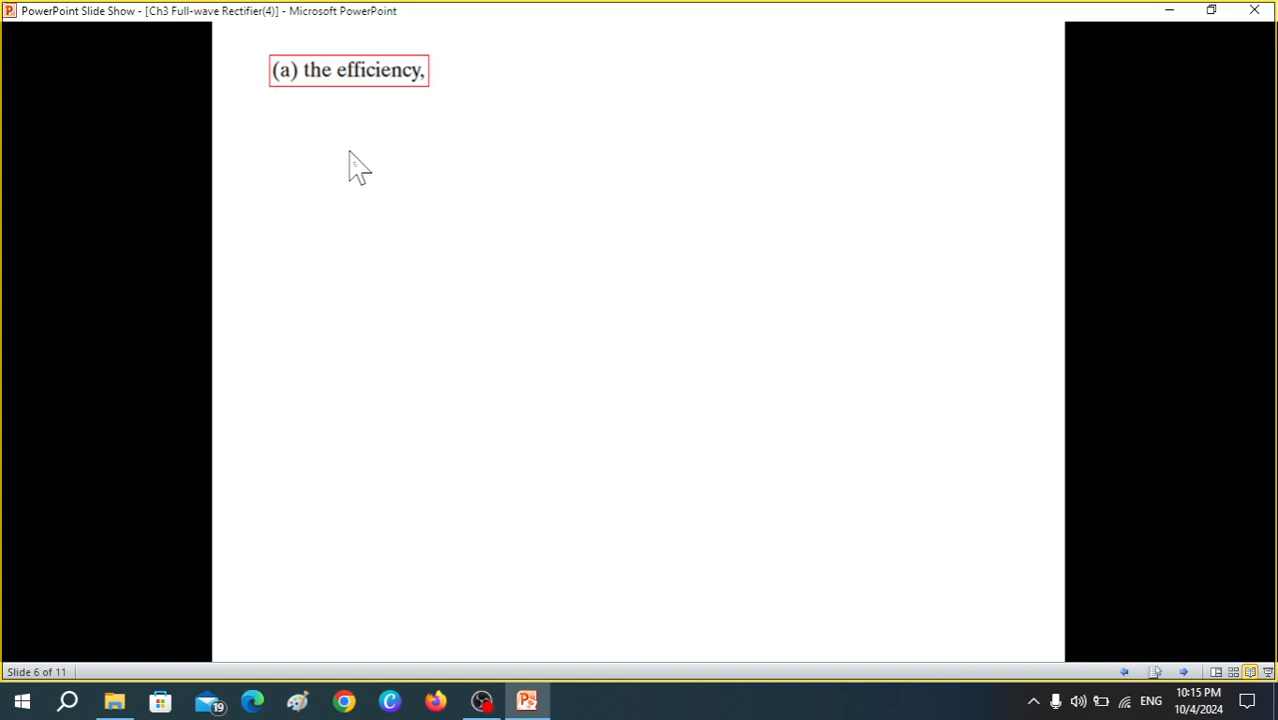 PowerPoint Slide Show - [Ch3 Full-wave Rectifier(4)] - Microsoft PowerPoint
(a) the efficiency,
Slide 6 of 11
19
ENG
10:15 PM
10/4/2024